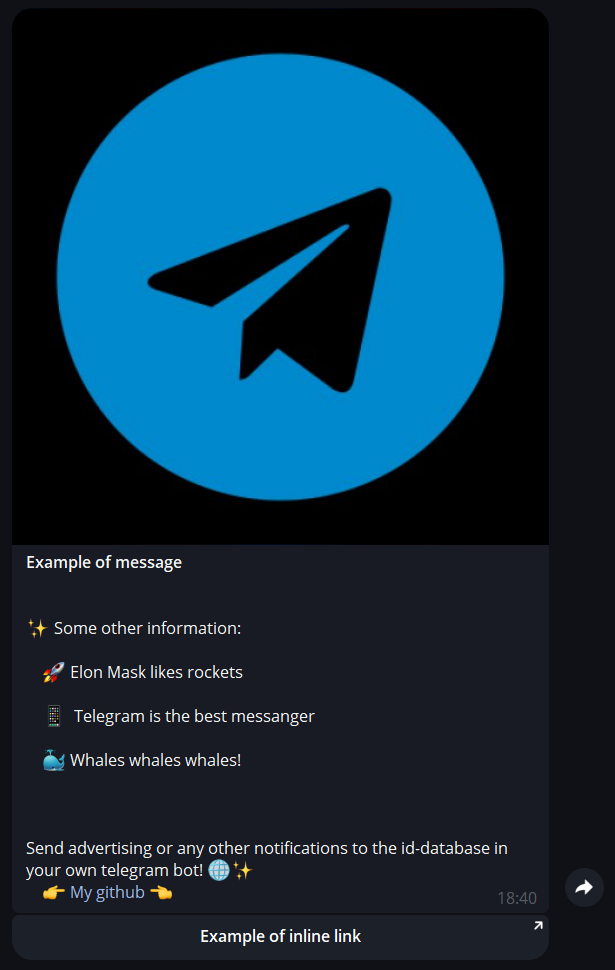 Example of message
✨ Some other information:
🚀 Elon Mask likes rockets
📱 Telegram is the best messanger
🐳 Whales whales whales!
Send advertising or any other notifications to the id-database in
your own telegram bot! 🌐✨
👉 My github 👈
18:40
Example of inline link